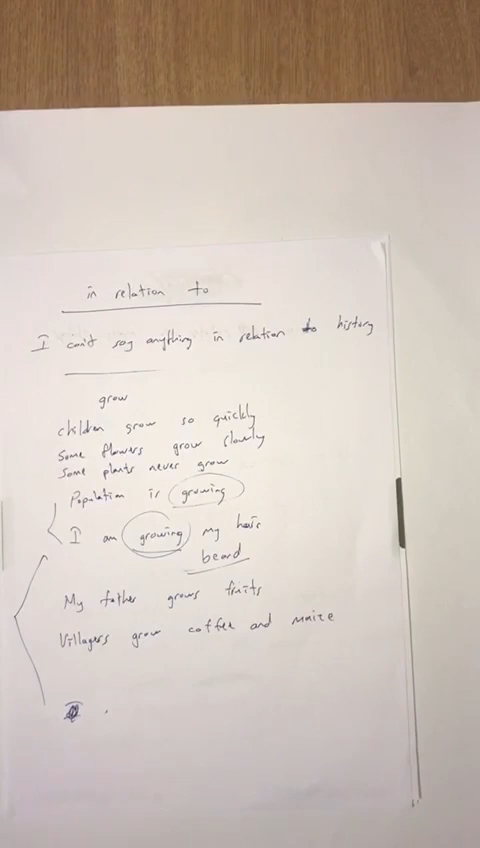 in relation to
I can't say anything in relation to history
grow
children grow so quickly
Some flowers grow slowly
Some plants never grow
Population is growing
I am growing my hair
beard
My father grows fruits
Villagers grow coffee and maize